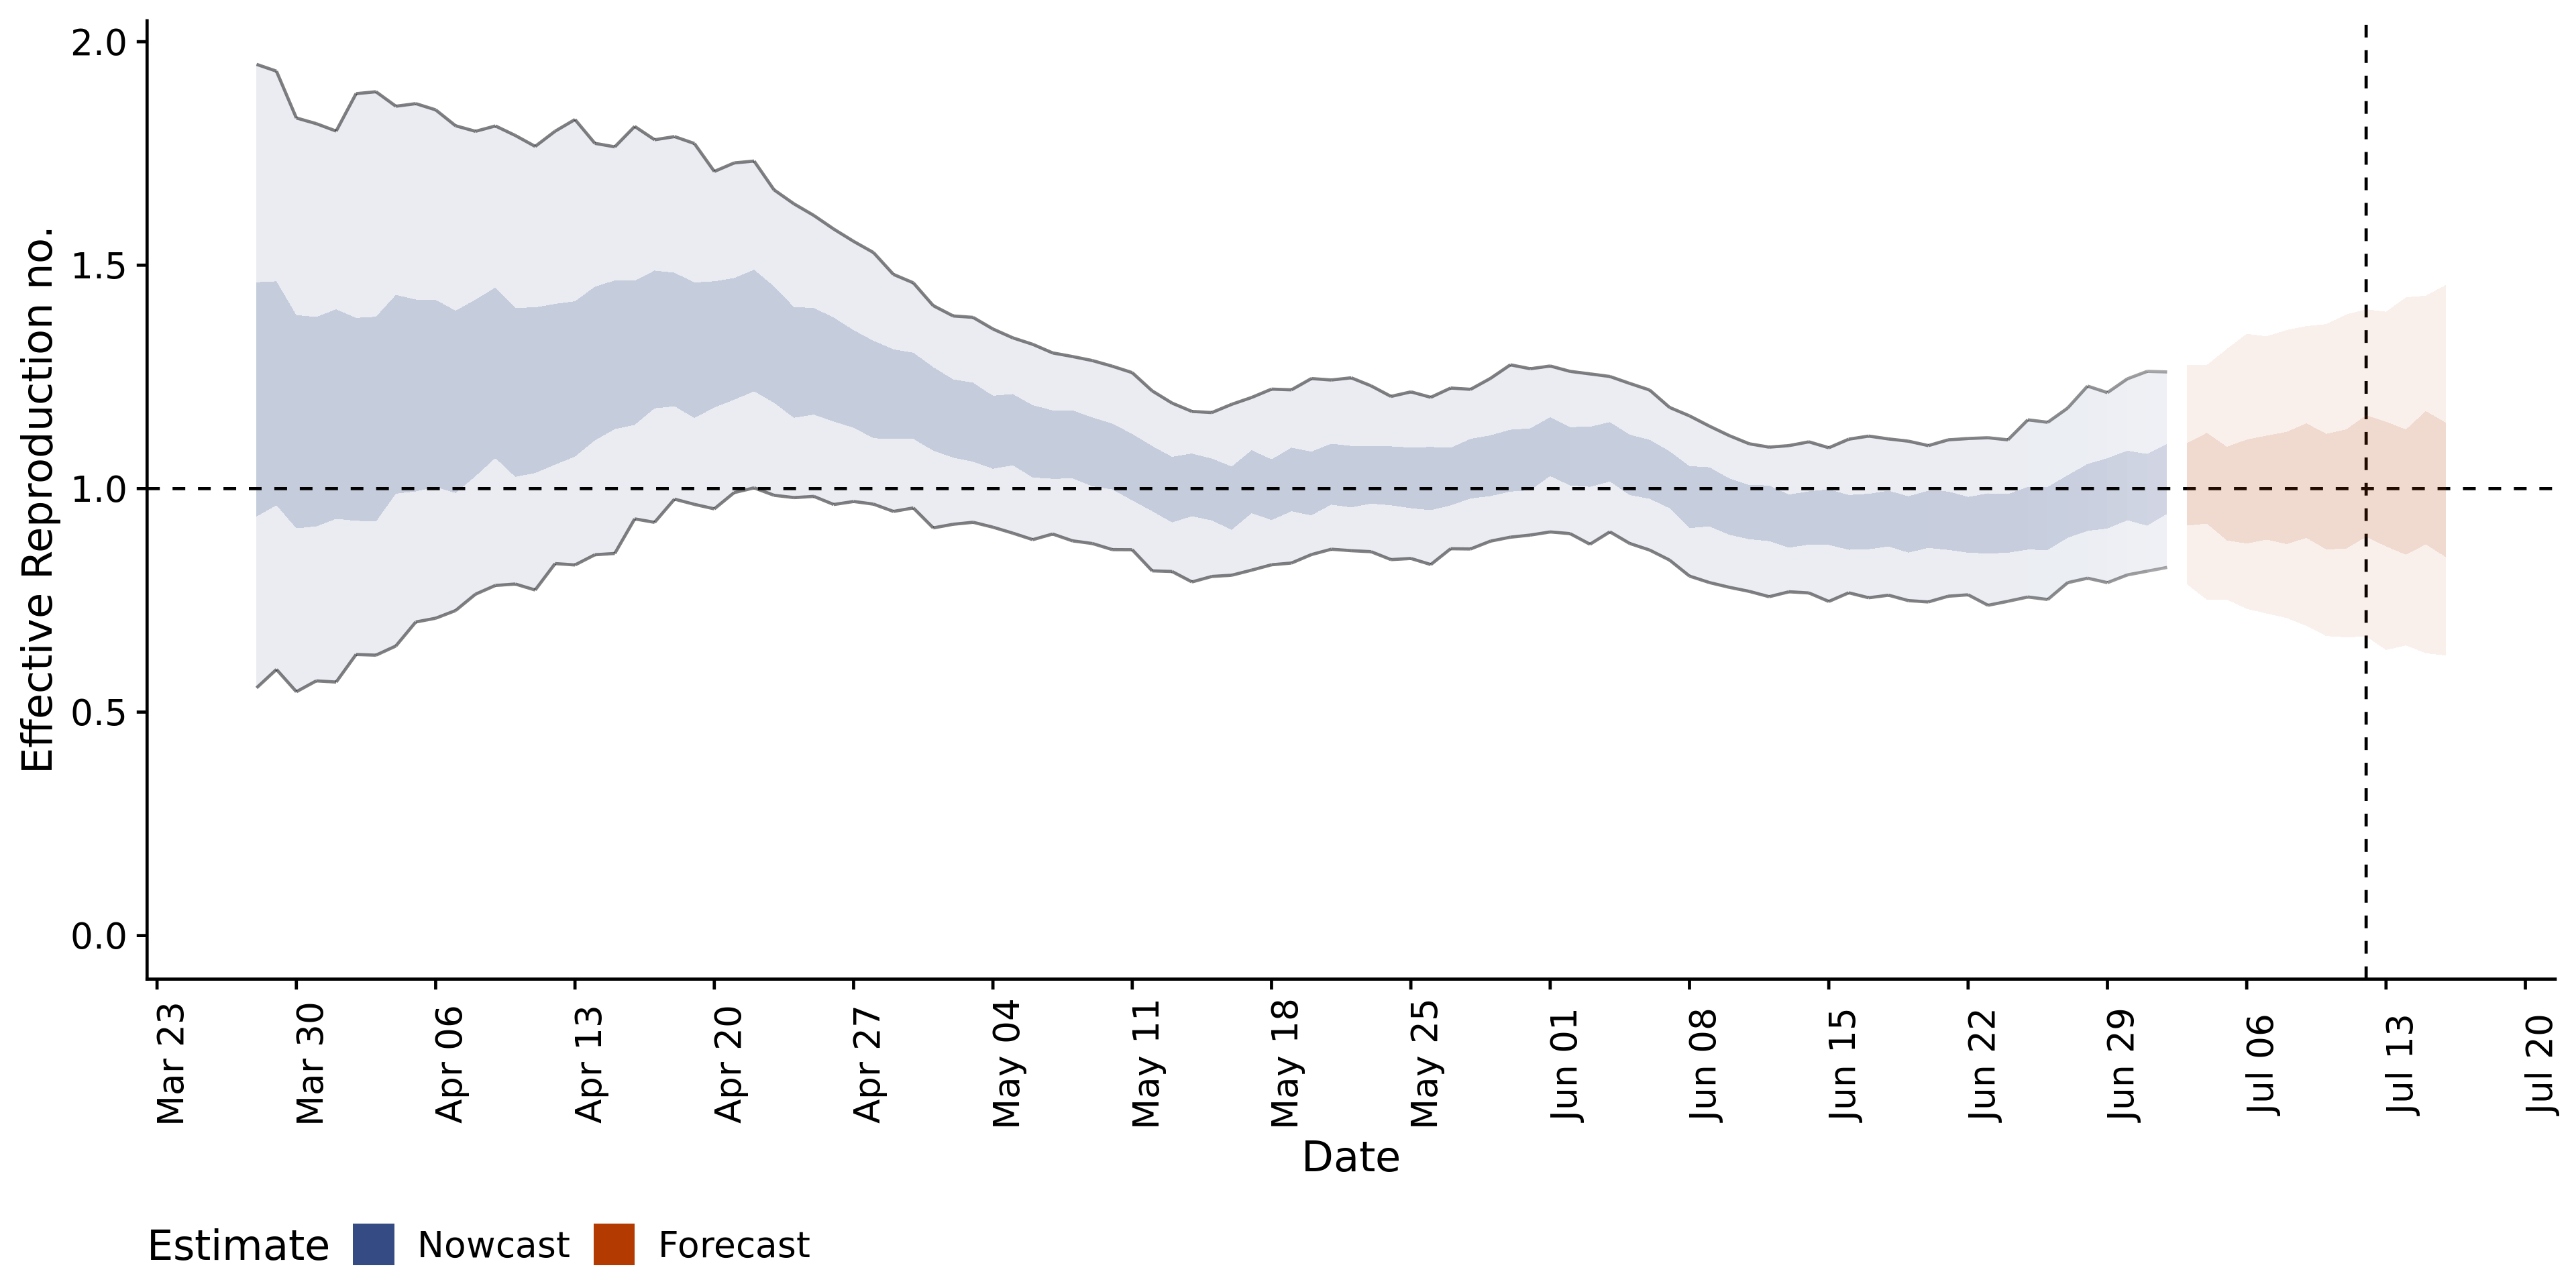 Effective Reproduction no.
2.0
1.5
1.0
0.5
0.0
Mar 23
Mar 30
Apr 06
Apr 13
Apr 20
Apr 27
May 04
May 11
May 18
May 25
Jun 01
Jun 08
Jun 15
Jun 22
Jun 29
Jul 06
Jul 13
Jul 20
Date
Estimate Nowcast Forecast